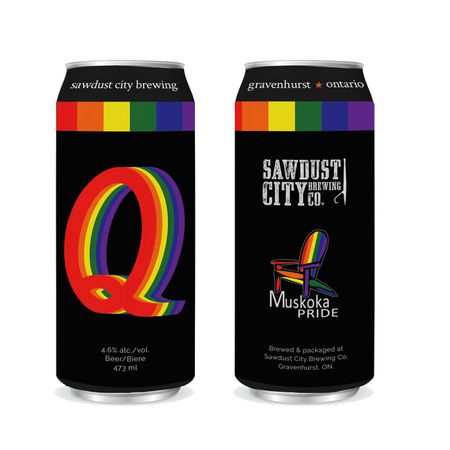 sawdust city brewing
Q
4.6% alc./vol.
Beer/Bière
473 ml
gravenhurst ★ ontario
SAWDUST
CITY BREWING CO.
Muskoka
PRIDE
Brewed & packaged at
Sawdust City Brewing Co.
Gravenhurst, ON.